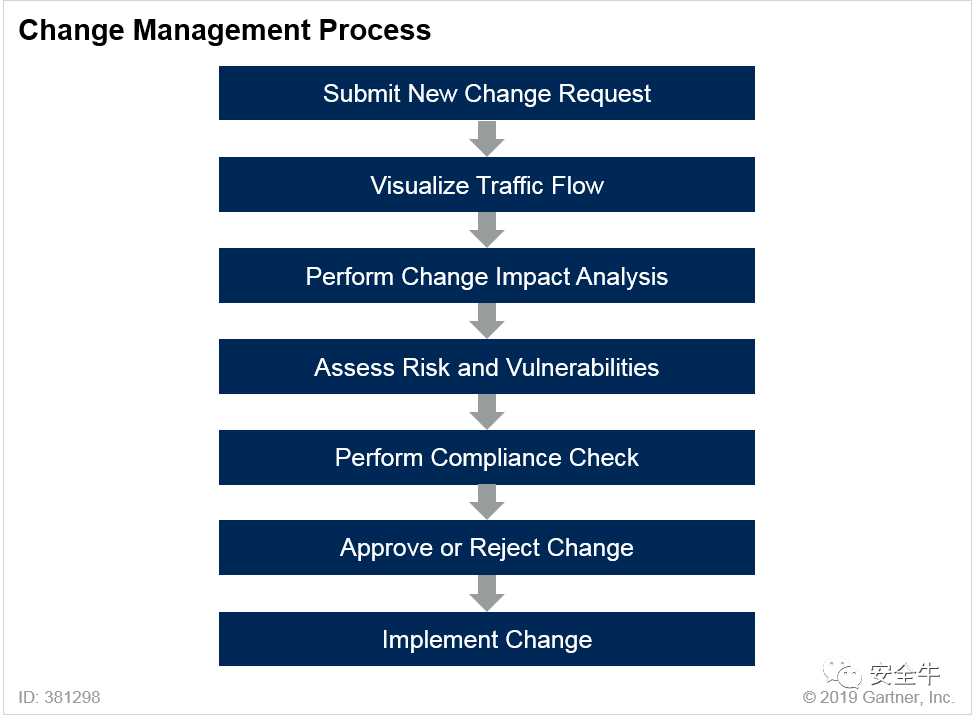 Change Management Process
Submit New Change Request
Visualize Traffic Flow
Perform Change Impact Analysis
Assess Risk and Vulnerabilities
Perform Compliance Check
Approve or Reject Change
Implement Change
安全牛
ID: 381298
© 2019 Gartner, Inc.